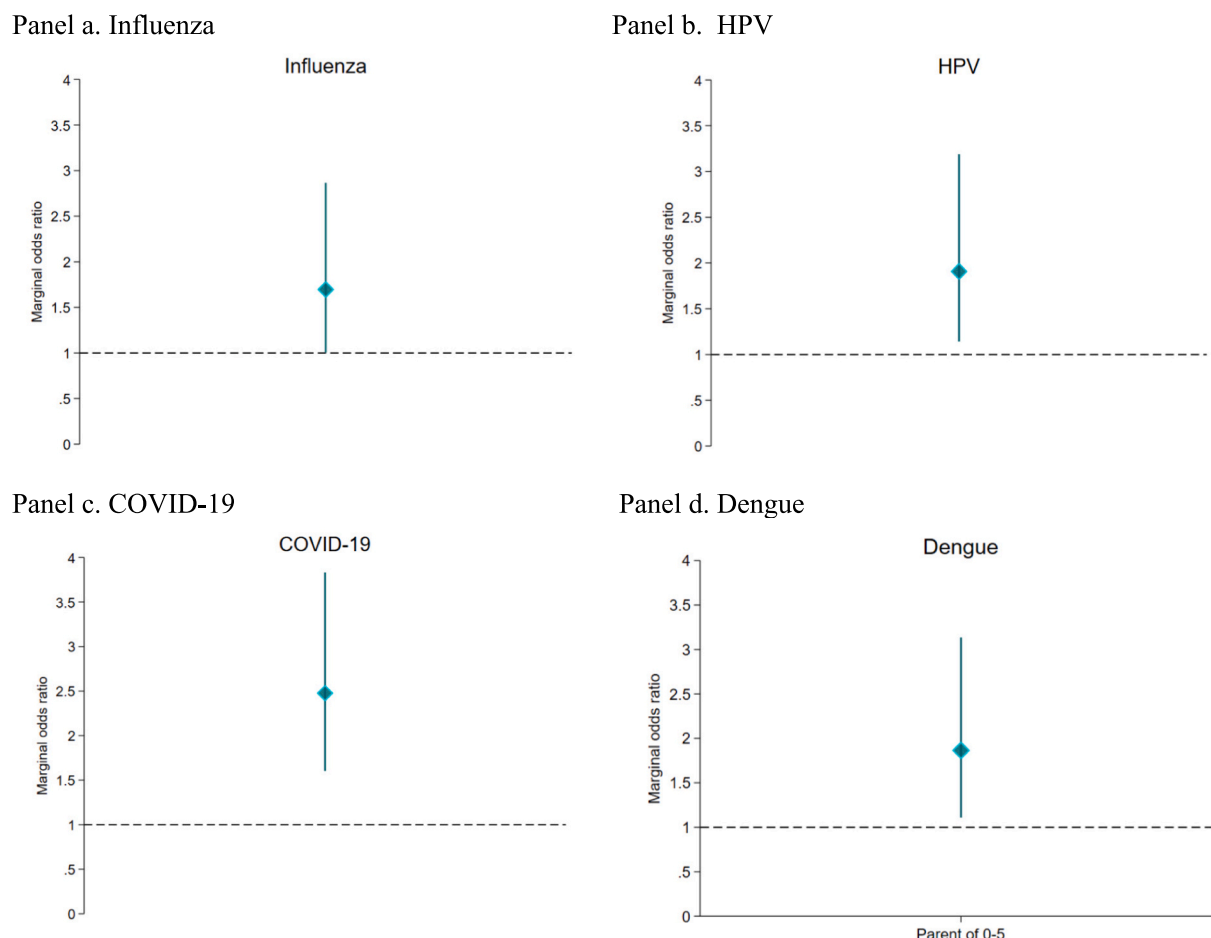 Panel a. Influenza
Panel b. HPV
Influenza
HPV
Marginal odds ratio
4
3.5
3
2.5
2
1.5
1
.5
0
Marginal odds ratio
4
3.5
3
2.5
2
1.5
1
.5
0
Panel c. COVID-19
Panel d. Dengue
COVID-19
Dengue
Marginal odds ratio
4
3.5
3
2.5
2
1.5
1
.5
0
Marginal odds ratio
4
3.5
3
2.5
2
1.5
1
.5
0
Parent of 0-5